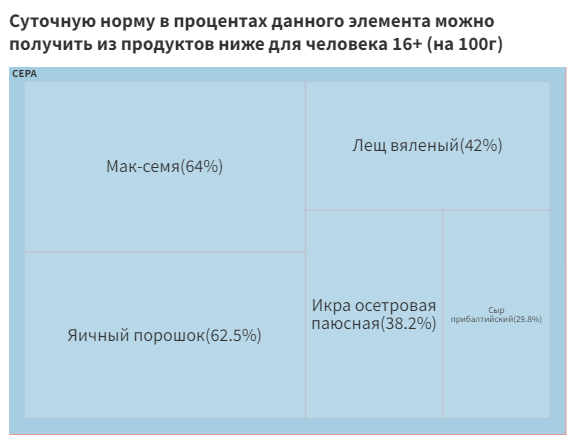 Суточную норму в процентах данного элемента можно
получить из продуктов ниже для человека 16+ (на 100г)
СЕРА
Мак-семя(64%)
Лещ вяленый(42%)
Яичный порошок(62.5%)
Икра осетровая
паюсная(38.2%)
Сыр
прибалтийский(29.8%)